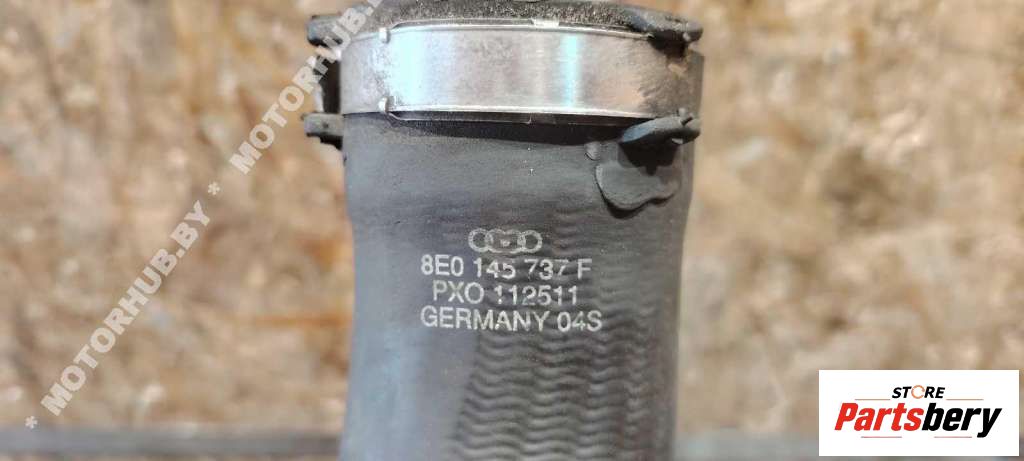 * MOTORHUB.BY * MOTORHUB.BY
8E0 145 737 F
PXO 112511
GERMANY 04S
STORE
Partsbery